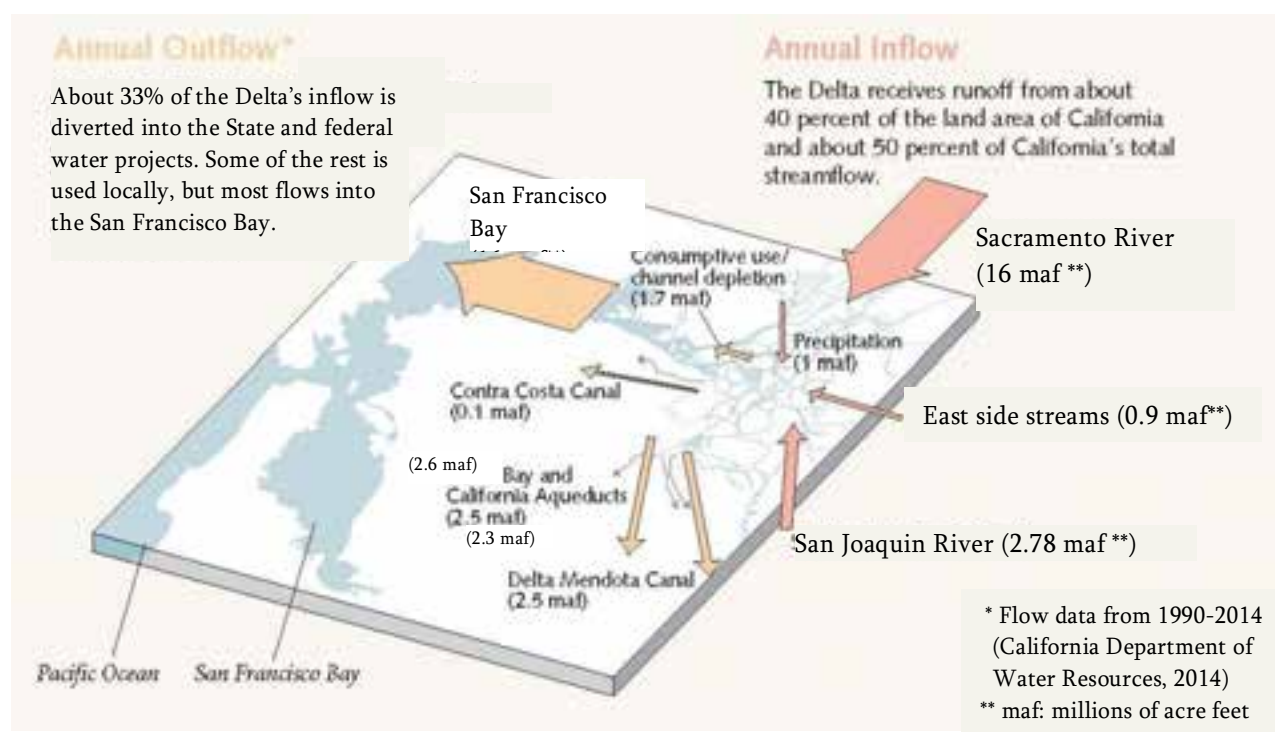 Annual Outflow*
About 33% of the Delta's inflow is
diverted into the State and federal
water projects. Some of the rest is
used locally, but most flows into
the San Francisco Bay.
Annual Inflow
The Delta receives runoff from about
40 percent of the land area of California
and about 50 percent of California's total
streamflow.
San Francisco
Bay
Sacramento River
(16 maf **)
Consumptive use/
channel depletion
(1.7 maf)
Precipitation
(1 maf)
Contra Costa Canal
(0.1 maf)
East side streams (0.9 maf**)
(2.6 maf)
Bay and
California Aqueducts
(2.5 maf)
(2.3 maf)
San Joaquin River (2.78 maf **)
Delta Mendota Canal
(2.5 maf)
Pacific Ocean
San Francisco Bay
* Flow data from 1990-2014
(California Department of
Water Resources, 2014)
** maf: millions of acre feet